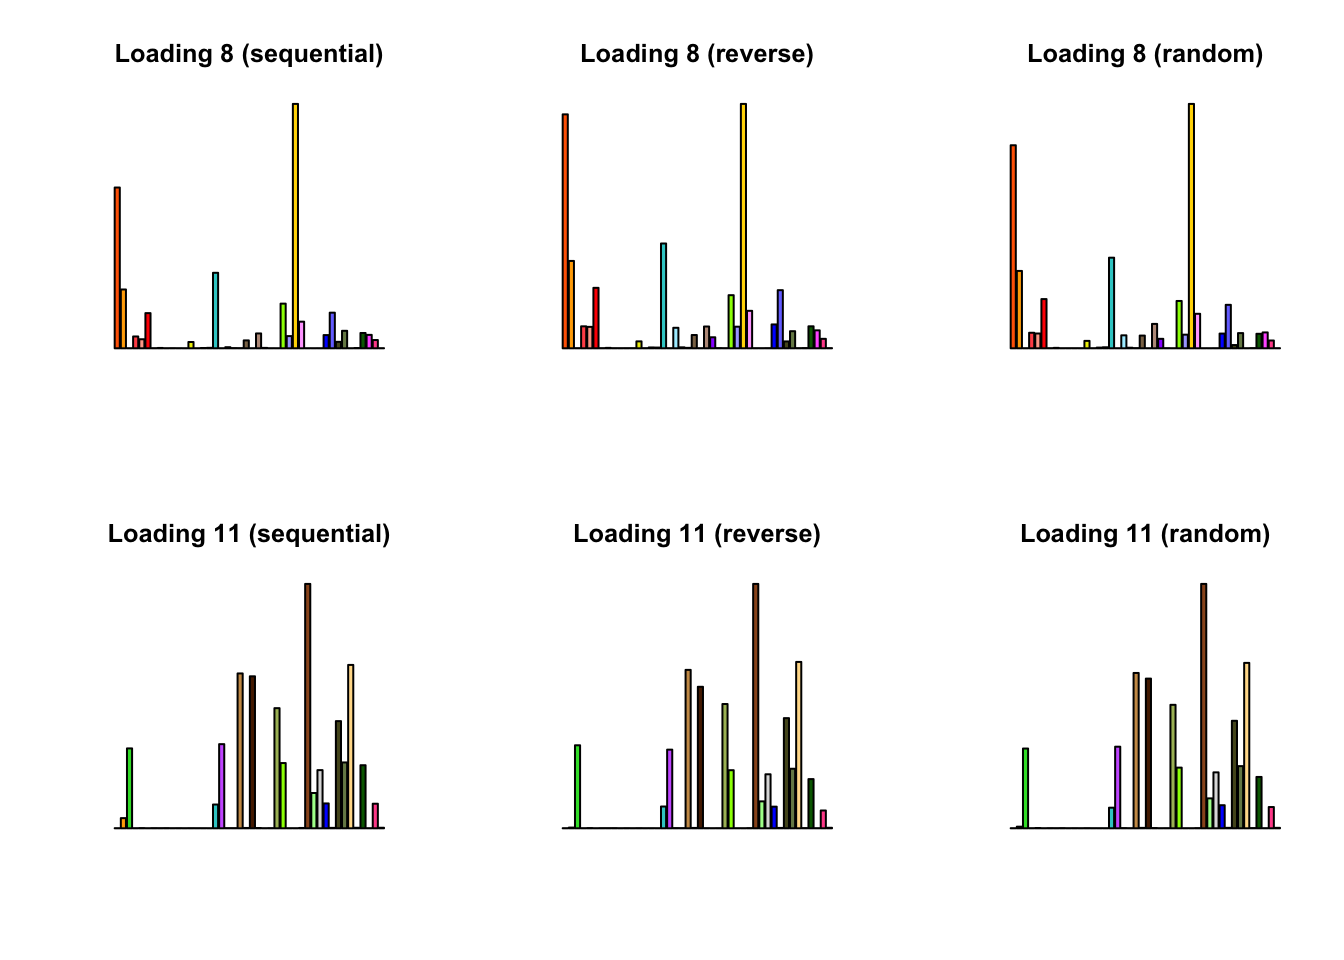 Loading 8 (sequential)
Loading 8 (reverse)
Loading 8 (random)
Loading 11 (sequential)
Loading 11 (reverse)
Loading 11 (random)